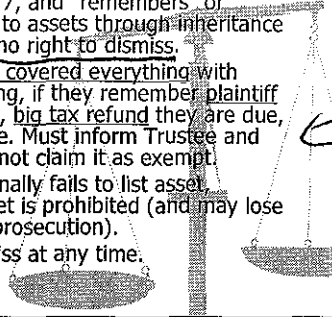 7, and "remembers" or
to assets through inheritance
no right to dismiss.
covered everything with
ng, if they remember plaintiff
, big tax refund they are due,
e. Must inform Trustee and
not claim it as exempt.
nally fails to list asset,
et is prohibited (and may lose
prosecution).
iss at any time.